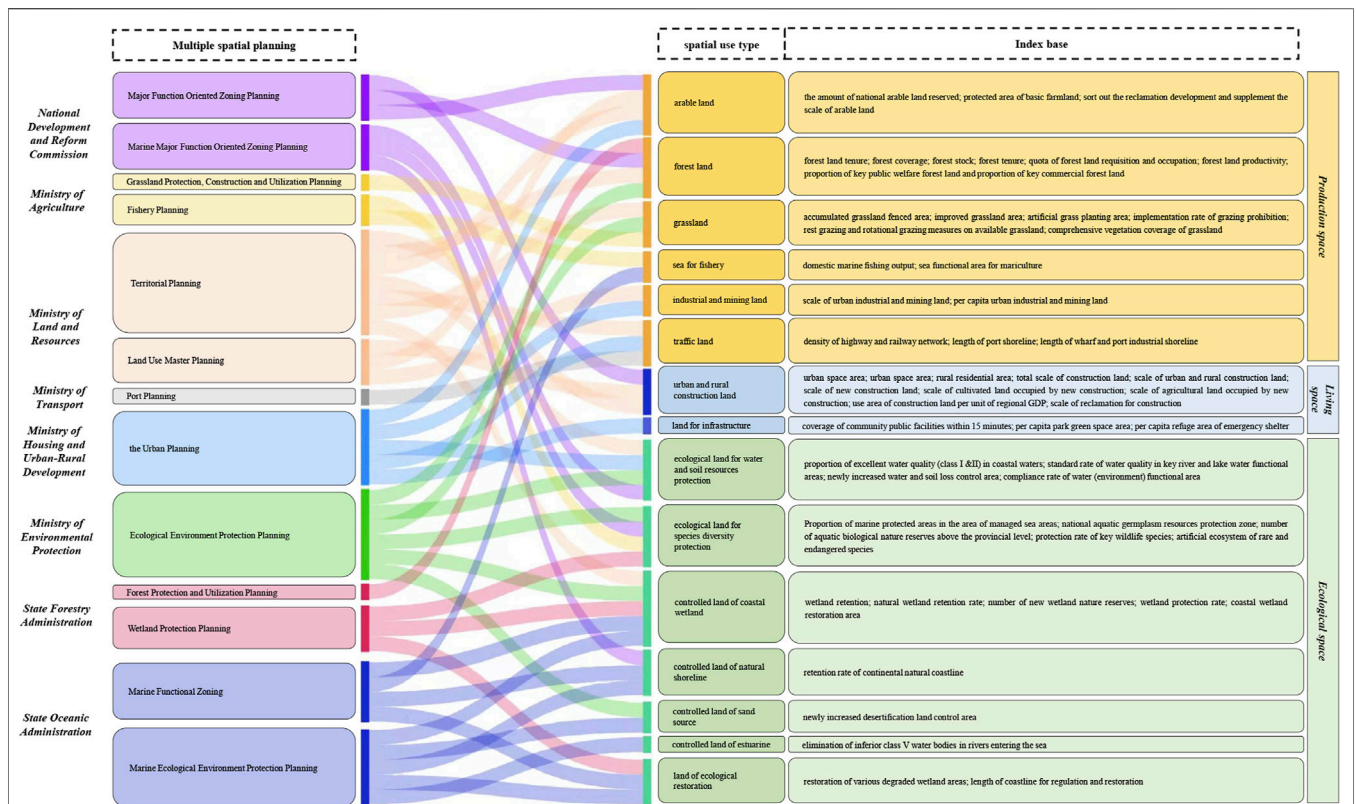 Multiple spatial planning
spatial use type
Index base
National
Development
and Reform
Commission
Major Function Oriented Zoning Planning
Marine Major Function Oriented Zoning Planning
Ministry of
Agriculture
Grassland Protection, Construction and Utilization Planning
Fishery Planning
Ministry of
Land and
Resources
Territorial Planning
Land Use Master Planning
Ministry of
Transport
Port Planning
Ministry of
Housing and
Urban-Rural
Development
the Urban Planning
Ministry of
Environmental
Protection
Ecological Environment Protection Planning
State Forestry
Administration
Forest Protection and Utilization Planning
Wetland Protection Planning
State Oceanic
Administration
Marine Functional Zoning
Marine Ecological Environment Protection Planning
arable land
the amount of national arable land reserved; protected area of basic farmland; sort out the reclamation development and supplement the
scale of arable land
forest land
forest land tenure; forest coverage; forest stock; forest tenure; quota of forest land requisition and occupation; forest land productivity;
proportion of key public welfare forest land and proportion of key commercial forest land
grassland
accumulated grassland fenced area; improved grassland area; artificial grass planting area; implementation rate of grazing prohibition;
rest grazing and rotational grazing measures on available grassland; comprehensive vegetation coverage of grassland
sea for fishery
domestic marine fishing output; sea functional area for mariculture
industrial and mining land
scale of urban industrial and mining land; per capita urban industrial and mining land
traffic land
density of highway and railway network; length of port shoreline; length of wharf and port industrial shoreline
Production space
urban and rural
construction land
urban space area; urban space area; rural residential area; total scale of construction land; scale of urban and rural construction land;
scale of new construction land; scale of cultivated land occupied by new construction; scale of agricultural land occupied by new
construction; use area of construction land per unit of regional GDP; scale of reclamation for construction
land for infrastructure
coverage of community public facilities within 15 minutes; per capita park green space area; per capita refuge area of emergency shelter
Living
space
ecological land for water
and soil resources
protection
proportion of excellent water quality (class I &II) in coastal waters; standard rate of water quality in key river and lake water functional
areas; newly increased water and soil loss control area; compliance rate of water (environment) functional area
ecological land for
species diversity
protection
Proportion of marine protected areas in the area of managed sea areas; national aquatic germplasm resources protection zone; number
of aquatic biological nature reserves above the provincial level; protection rate of key wildlife species; artificial ecosystem of rare and
endangered species
controlled land of coastal
wetland
wetland retention; natural wetland retention rate; number of new wetland nature reserves; wetland protection rate; coastal wetland
restoration area
controlled land of natural
shoreline
retention rate of continental natural coastline
controlled land of sand
source
newly increased desertification land control area
controlled land of estuarine
elimination of inferior class V water bodies in rivers entering the sea
land of ecological
restoration
restoration of various degraded wetland areas; length of coastline for regulation and restoration
Ecological space